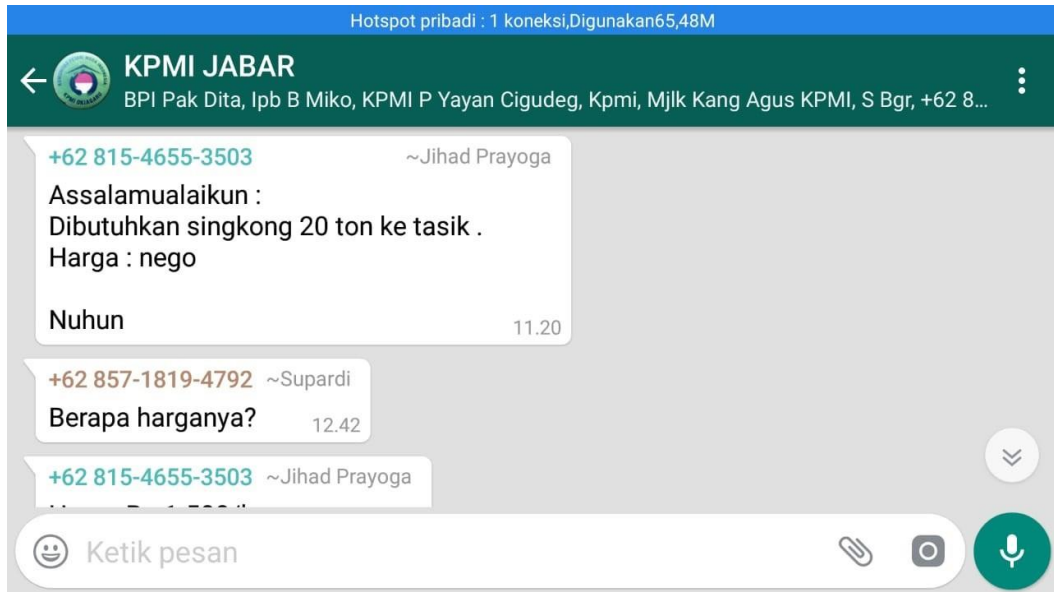 Hotspot pribadi : 1 koneksi,Digunakan65,48M
KPMI JABAR
BPI Pak Dita, Ipb B Miko, KPMI P Yayan Cigudeg, Kpmi, Mjlk Kang Agus KPMI, S Bgr, +62 8...
+62 815-4655-3503 ~Jihad Prayoga
Assalamualaikun :
Dibutuhkan singkong 20 ton ke tasik .
Harga : nego
Nuhun
11.20
+62 857-1819-4792 ~Supardi
Berapa harganya?
12.42
+62 815-4655-3503 ~Jihad Prayoga
Ketik pesan